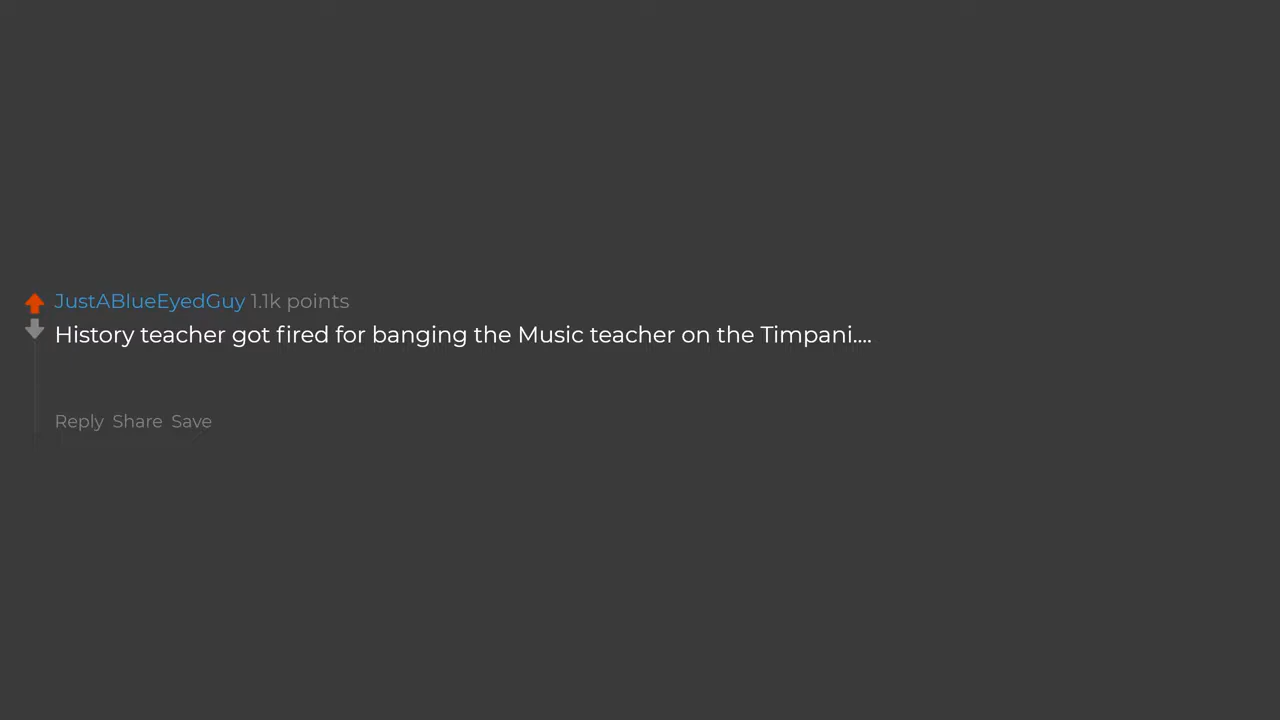 JustABlueEyedGuy 1.1k points
History teacher got fired for banging the Music teacher on the Timpani....
Reply Share Save